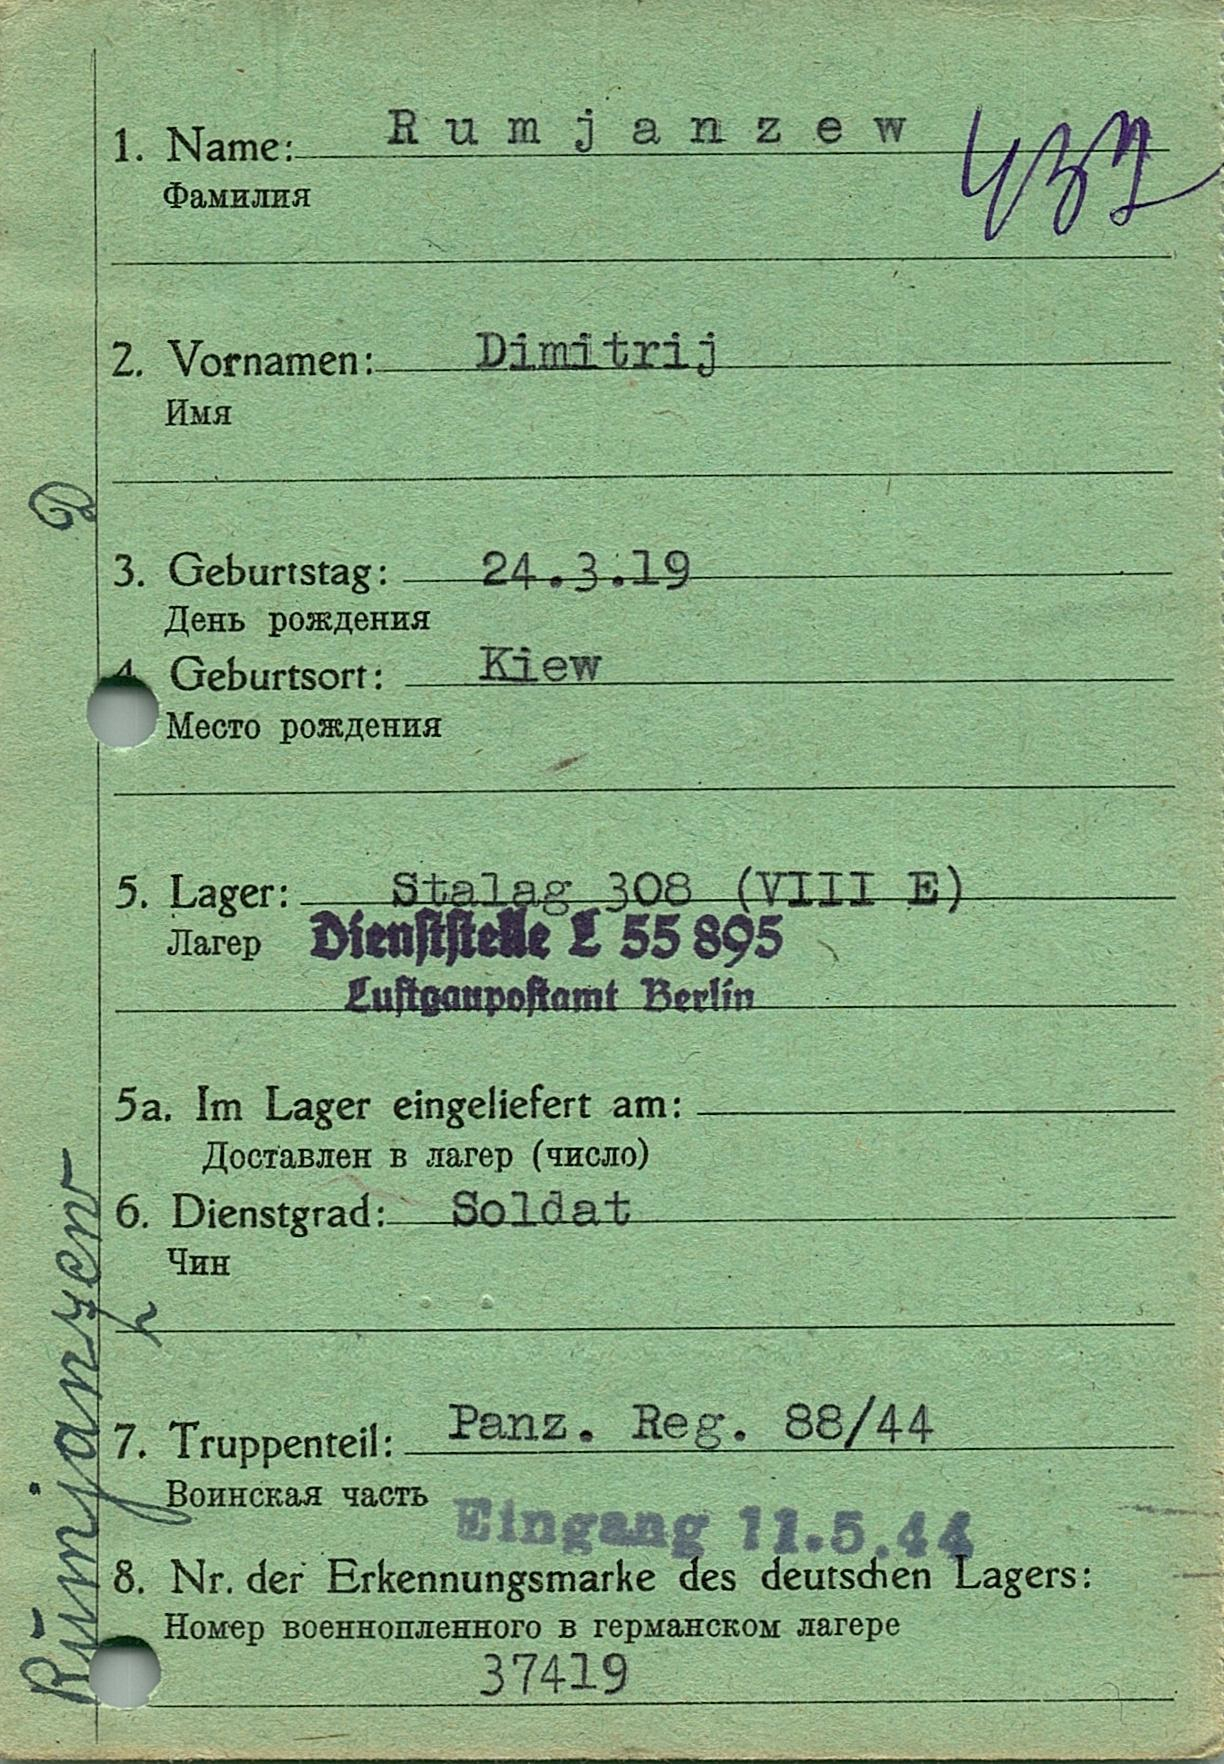 1. Name: Rumjanzew 437
Фамилия
2. Vornamen: Dimitrij
Имя
3. Geburtstag: 24.3.19
День рождения
4. Geburtsort: Kiew
Место рождения
5. Lager: Stalag 308 (VIII E)
Лагер
Dienststelle L 55 895
Luftgaupostamt Berlin
5a. Im Lager eingeliefert am:
Доставлен в лагер (число)
6. Dienstgrad: Soldat
Чин
7. Truppenteil: Panz. Reg. 88/44
Воинская часть
Eingang 11.5.44
8. Nr. der Erkennungsmarke des deutschen Lagers:
Номер военнопленного в германском лагере
37419
Rumjanzew D